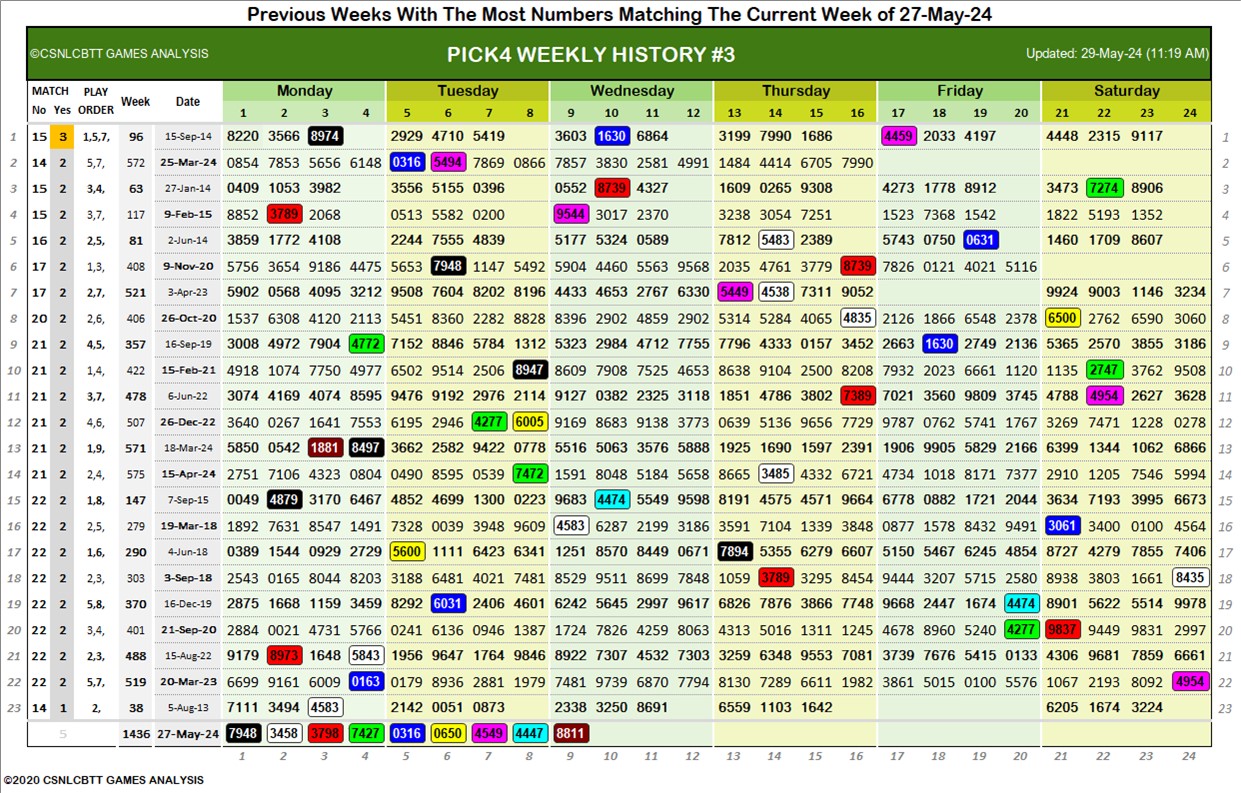 Previous Weeks With The Most Numbers Matching The Current Week of 27-May-24
©CSNLCBTT GAMES ANALYSIS PICK4 WEEKLY HISTORY #3 Updated: 29-May-24 (11:19 AM)
MATCH PLAY Week Date Monday Tuesday Wednesday Thursday Friday Saturday
No Yes ORDER 1 2 3 4 5 6 7 8 9 10 11 12 13 14 15 16 17 18 19 20 21 22 23 24
1 15 3 1,5,7, 96 15-Sep-14 8220 3566 8974 2929 4710 5419 3603 1630 6864 3199 7990 1686 4459 2033 4197 4448 2315 9117 1
2 14 2 5,7, 572 25-Mar-24 0854 7853 5656 6148 0316 5494 7869 0866 7857 3830 2581 4991 1484 4414 6705 7990 2
3 15 2 3,4, 63 27-Jan-14 0409 1053 3982 3556 5155 0396 0552 8739 4327 1609 0265 9308 4273 1778 8912 3473 7274 8906 3
4 15 2 3,7, 117 9-Feb-15 8852 3789 2068 0513 5582 0200 9544 3017 2370 3238 3054 7251 1523 7368 1542 1822 5193 1352 4
5 16 2 2,5, 81 2-Jun-14 3859 1772 4108 2244 7555 4839 5177 5324 0589 7812 5483 2389 5743 0750 0631 1460 1709 8607 5
6 17 2 1,3, 408 9-Nov-20 5756 3654 9186 4475 5653 7948 1147 5492 5904 4460 5563 9568 2035 4761 3779 8739 7826 0121 4021 5116 6
7 17 2 2,7, 521 3-Apr-23 5902 0568 4095 3212 9508 7604 8202 8196 4433 4653 2767 6330 5449 4538 7311 9052 9924 9003 1146 3234 7
8 20 2 2,6, 406 26-Oct-20 1537 6308 4120 2113 5451 8360 2282 8828 8396 2902 4859 2902 5314 5284 4065 4835 2126 1866 6548 2378 6500 2762 6590 3060 8
9 21 2 4,5, 357 16-Sep-19 3008 4972 7904 4772 7152 8846 5784 1312 5323 2984 4712 7755 7796 4333 0157 3452 2663 1630 2749 2136 5365 2570 3855 3186 9
10 21 2 1,4, 422 15-Feb-21 4918 1074 7750 4977 6502 9514 2506 8947 8609 7908 7525 4653 8638 9104 2500 8208 7932 2023 6661 1120 1135 2747 3762 9508 10
11 21 2 3,7, 478 6-Jun-22 3074 4169 4074 8595 9476 9192 2976 2114 9127 0382 2325 3118 1851 4786 3802 7389 7021 3560 9809 3745 4788 4954 2627 3628 11
12 21 2 4,6, 507 26-Dec-22 3640 0267 1641 7553 6195 2946 4277 6005 9169 8683 9138 3773 0639 5136 9656 7729 9787 0762 5741 1767 3269 7471 1228 0278 12
13 21 2 1,9, 571 18-Mar-24 5850 0542 1881 8497 3662 2582 9422 0778 5516 5063 3576 5888 1925 1690 1597 2391 1906 9905 5829 2166 6399 1344 1062 6866 13
14 21 2 2,4, 575 15-Apr-24 2751 7106 4323 0804 0490 8595 0539 7472 1591 8048 5184 5658 8665 3485 4332 6721 4734 1018 8171 7377 2910 1205 7546 5994 14
15 22 2 1,8, 147 7-Sep-15 0049 4879 3170 6467 4852 4699 1300 0223 9683 4474 5549 9598 8191 4575 4571 9664 6778 0882 1721 2044 3634 7193 3995 6673 15
16 22 2 2,5, 279 19-Mar-18 1892 7631 8547 1491 7328 0039 3948 9609 4583 6287 2199 3186 3591 7104 1339 3848 0877 1578 8432 9491 3061 3400 0100 4564 16
17 22 2 1,6, 290 4-Jun-18 0389 1544 0929 2729 5600 1111 6423 6341 1251 8570 8449 0671 7894 5355 6279 6607 5150 5467 6245 4854 8727 4279 7855 7406 17
18 22 2 2,3, 303 3-Sep-18 2543 0165 8044 8203 3188 6481 4021 7481 8529 9511 8699 7848 1059 3789 3295 8454 9444 3207 5715 2580 8938 3803 1661 8435 18
19 22 2 5,8, 370 16-Dec-19 2875 1668 1159 3459 8292 6031 2406 4601 6242 5645 2997 9617 6826 7876 3866 7748 9668 2447 1674 4474 8901 5622 5514 9978 19
20 22 2 3,4, 401 21-Sep-20 2884 0021 4731 5766 0241 6136 0946 1387 1724 7826 4259 8063 4313 5016 1311 1245 4678 8960 5240 4277 9837 9449 9831 2997 20
21 22 2 2,3, 488 15-Aug-22 9179 8973 1648 5843 1956 9647 1764 9846 8922 7307 4532 7303 3259 6348 9553 7081 3739 7676 5415 0133 4306 9681 7859 6661 21
22 22 2 5,7, 519 20-Mar-23 6699 9161 6009 0163 0179 8936 2881 1979 7481 9739 6870 7794 8130 7289 6611 1982 3861 5015 0100 5576 1067 2193 8092 4954 22
23 14 1 2, 38 5-Aug-13 7111 3494 4583 2142 0051 0873 2338 3250 8691 6559 1103 1642 6205 1674 3224 23
5 1436 27-May-24 7948 3458 3798 7427 0316 0650 4549 4447 8811
1 2 3 4 5 6 7 8 9 10 11 12 13 14 15 16 17 18 19 20 21 22 23 24
©2020 CSNLCBTT GAMES ANALYSIS